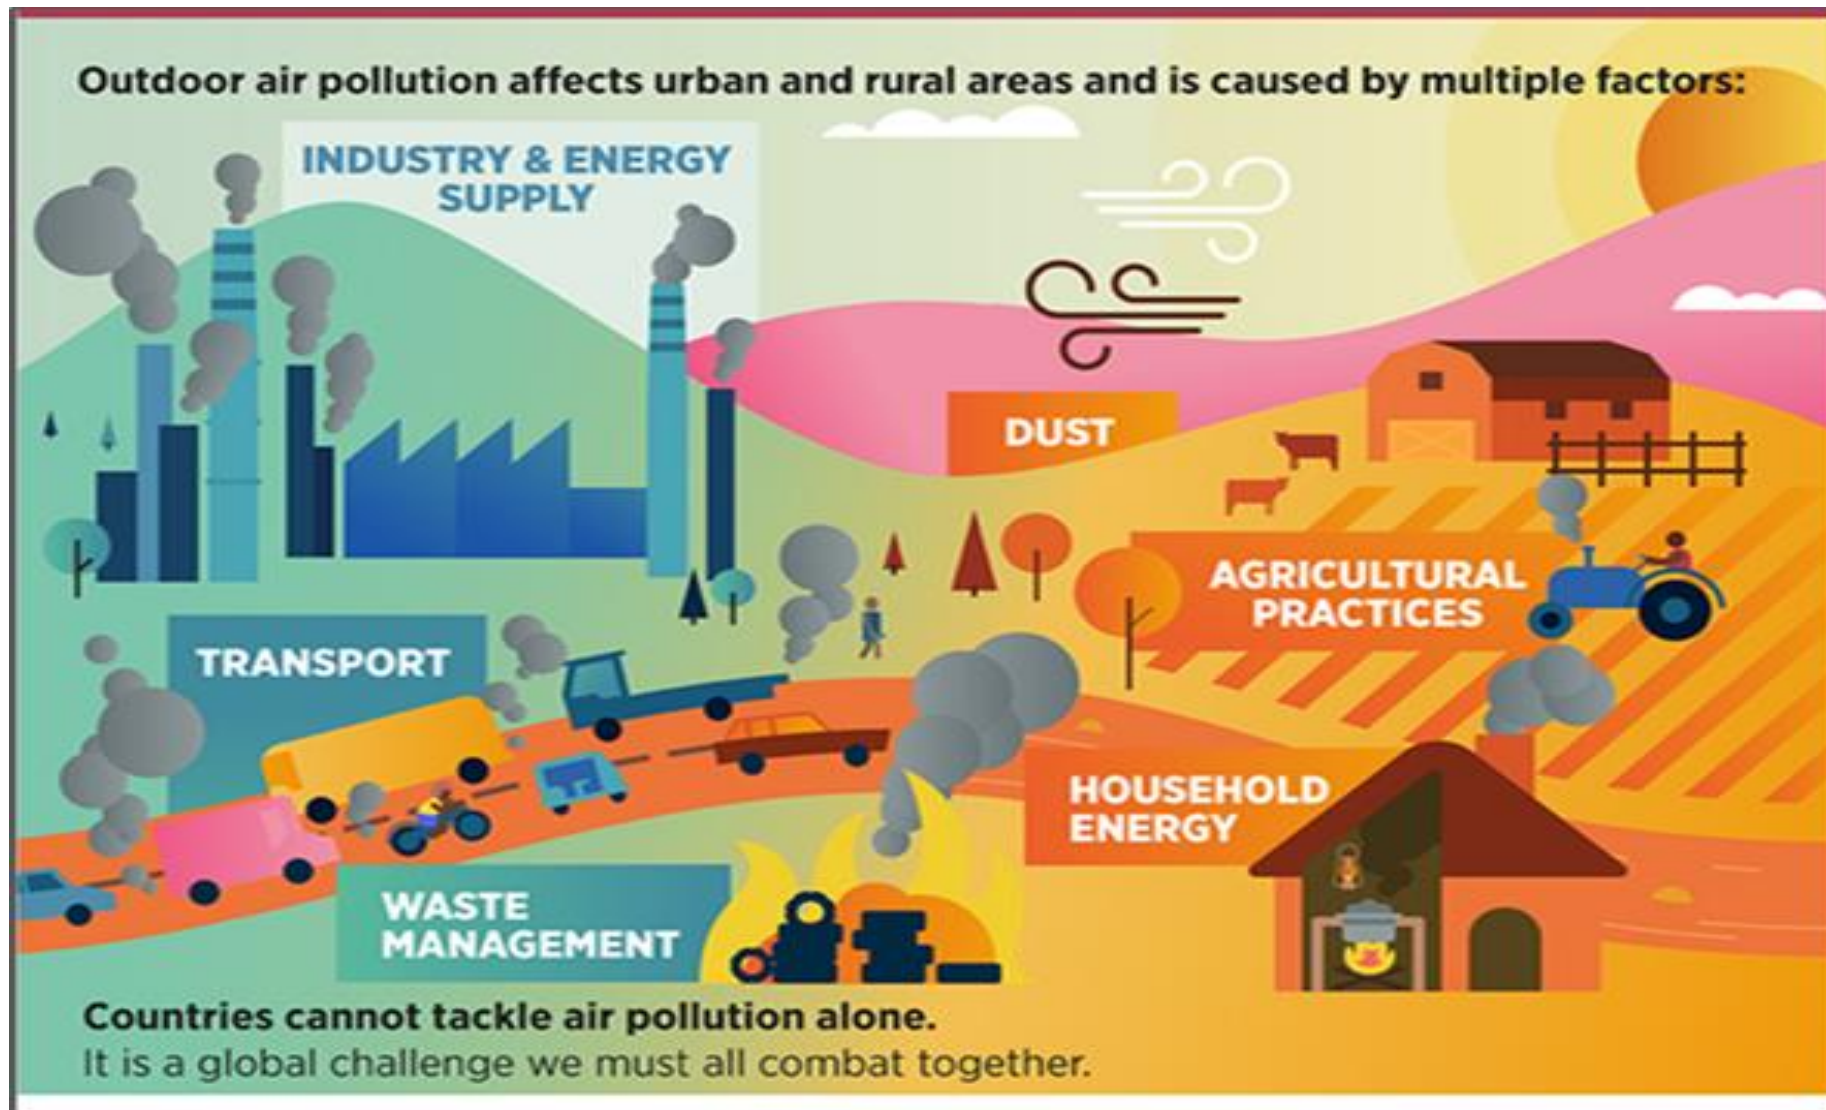 Outdoor air pollution affects urban and rural areas and is caused by multiple factors:
INDUSTRY & ENERGY
SUPPLY
DUST
AGRICULTURAL
PRACTICES
TRANSPORT
HOUSEHOLD
ENERGY
WASTE
MANAGEMENT
Countries cannot tackle air pollution alone.
It is a global challenge we must all combat together.